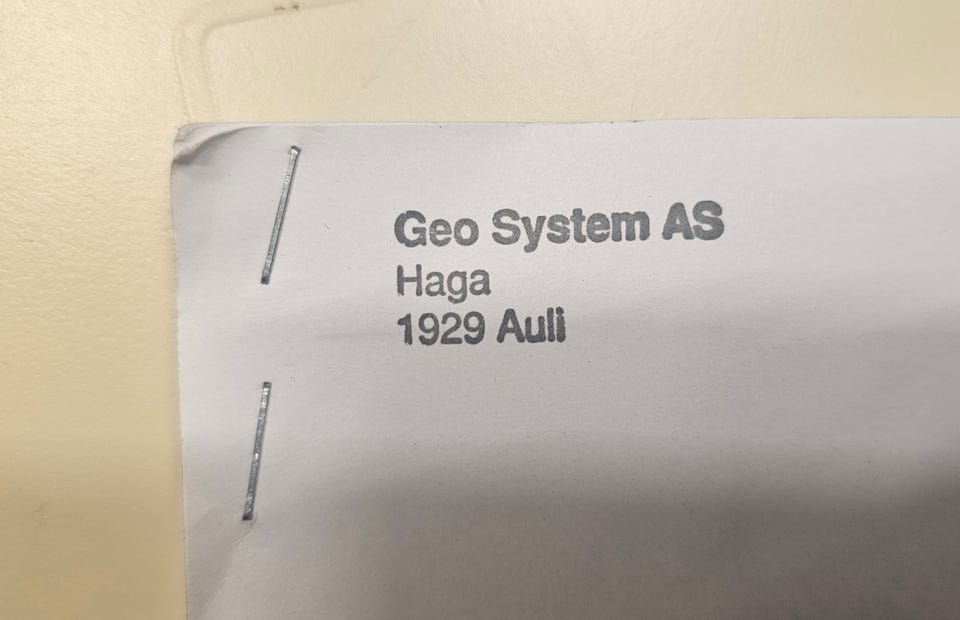 Geo System AS
Haga
1929 Auli